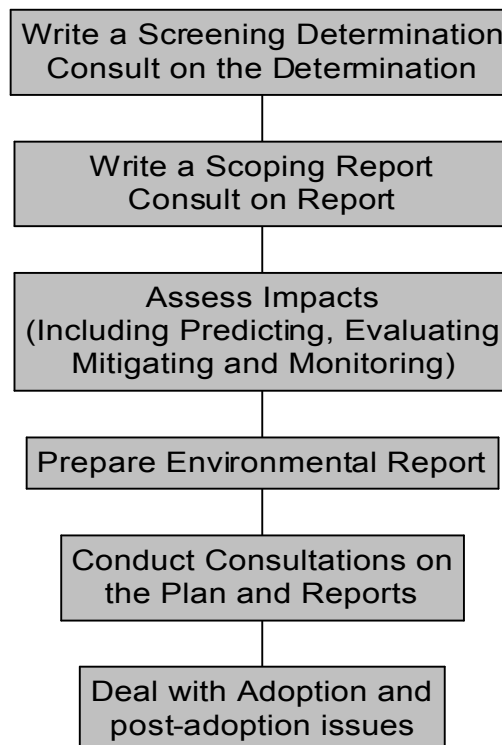 Write a Screening Determination
Consult on the Determination
Write a Scoping Report
Consult on Report
Assess Impacts
(Including Predicting, Evaluating
Mitigating and Monitoring)
Prepare Environmental Report
Conduct Consultations on
the Plan and Reports
Deal with Adoption and
post-adoption issues